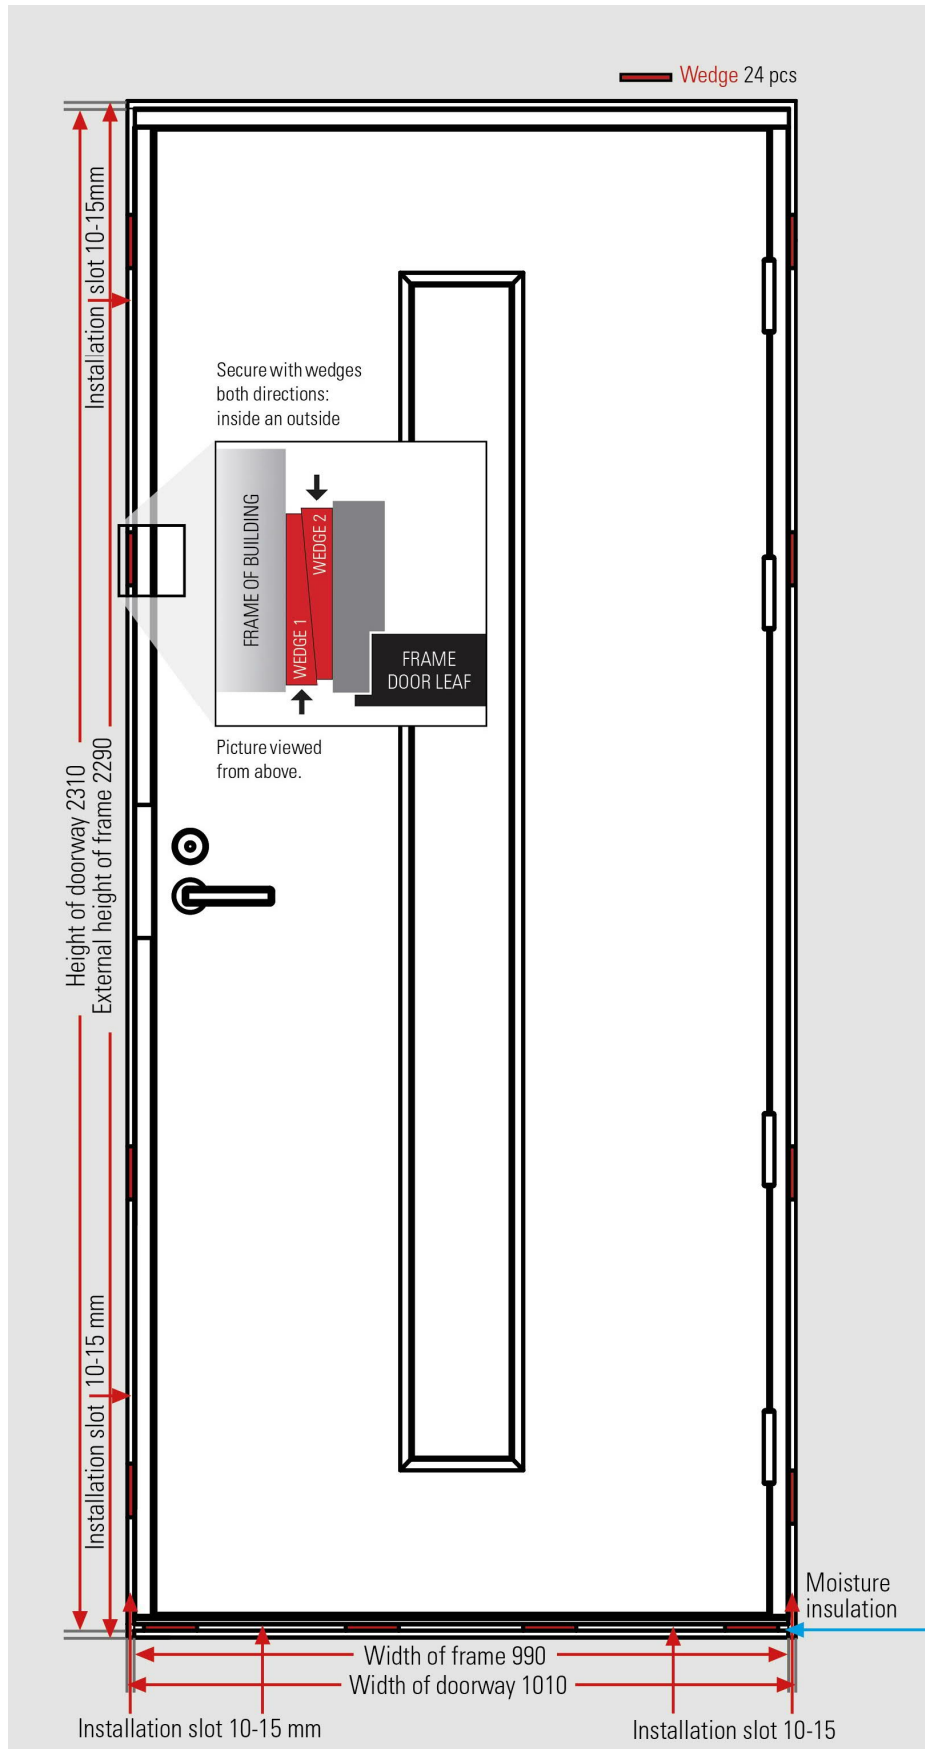 Wedge 24 pcs
Installation slot 10-15mm
Secure with wedges
both directions:
inside an outside
FRAME OF BUILDING
WEDGE 1
WEDGE 2
FRAME
DOOR LEAF
Picture viewed
from above.
Height of doorway 2310
External height of frame 2290
Installation slot 10-15 mm
Moisture
insulation
Width of frame 990
Width of doorway 1010
Installation slot 10-15 mm
Installation slot 10-15